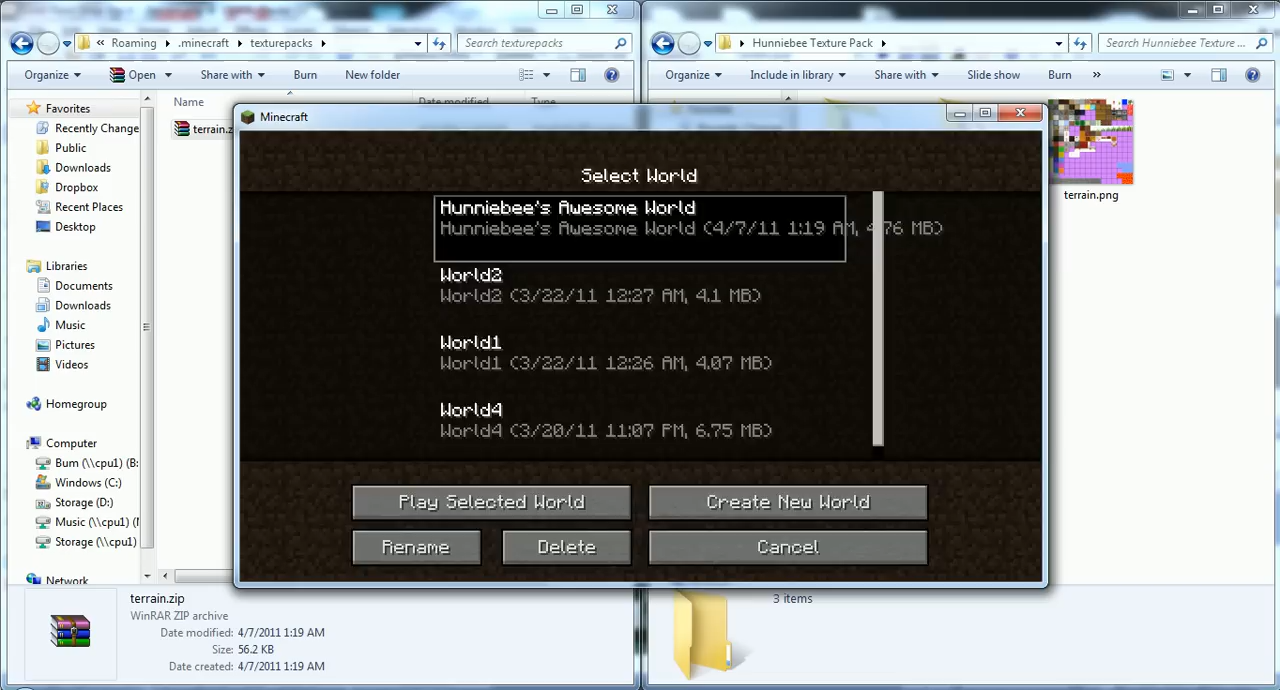 Roaming
.minecraft
texturepacks
Search texturepacks
Organize
Open
Share with
Burn
New folder
Name
Date modified
Type
Favorites
Recently Change
Public
Downloads
Dropbox
Recent Places
Desktop
Libraries
Documents
Downloads
Music
Pictures
Videos
Homegroup
Computer
Bum (\\cpu1) (B:
Windows (C:)
Storage (D:)
Music (\\cpu1) (M
Storage (\\cpu1)
Network
terrain.z
terrain.zip
WinRAR ZIP archive
Date modified: 4/7/2011 1:19 AM
Size: 56.2 KB
Date created: 4/7/2011 1:19 AM
Hunniebee Texture Pack
Search Hunniebee Texture ...
Organize
Include in library
Share with
Slide show
Burn
»
terrain.png
3 items
Minecraft
Select World
Hunniebee's Awesome World
Hunniebee's Awesome World (4/7/11 1:19 AM, 4.76 MB)
World2
World2 (3/22/11 12:27 AM, 4.1 MB)
World1
World1 (3/22/11 12:26 AM, 4.07 MB)
World4
World4 (3/20/11 11:07 PM, 6.75 MB)
Play Selected World
Create New World
Rename
Delete
Cancel